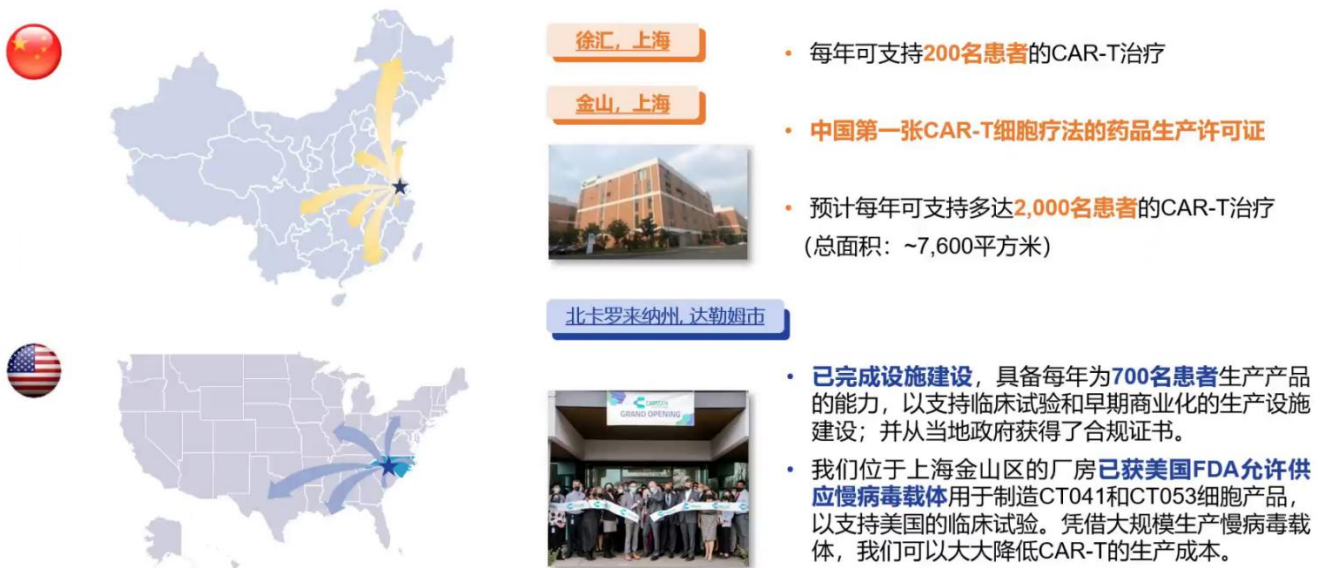 徐汇，上海
每年可支持200名患者的CAR-T治疗
金山，上海
• 中国第一张CAR-T细胞疗法的药品生产许可证
• 预计每年可支持多达2,000名患者的CAR-T治疗
（总面积：~7,600平方米）
北卡罗来纳州, 达勒姆市
• 已完成设施建设，具备每年为700名患者生产产品
的能力，以支持临床试验和早期商业化的生产设施
建设；并从当地政府获得了合规证书。
CARSGEN
GRAND OPENING
• 我们位于上海金山区的厂房已获美国FDA允许供
应慢病毒载体用于制造CT041和CT053细胞产品，
以支持美国的临床试验。凭借大规模生产慢病毒载
体，我们可以大大降低CAR-T的生产成本。